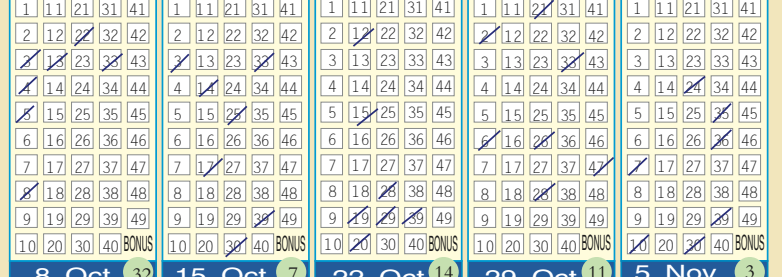 1 11 21 31 41 1 11 21 31 41 1 11 21 31 41 1 11 21 31 41 1 11 21 31 41
2 12 22 32 42 2 12 22 32 42 2 12 22 32 42 2 12 22 32 42 2 12 22 32 42
3 13 23 33 43 3 13 23 33 43 3 13 23 33 43 3 13 23 33 43 3 13 23 33 43
4 14 24 34 44 4 14 24 34 44 4 14 24 34 44 4 14 24 34 44 4 14 24 34 44
5 15 25 35 45 5 15 25 35 45 5 15 25 35 45 5 15 25 35 45 5 15 25 35 45
6 16 26 36 46 6 16 26 36 46 6 16 26 36 46 6 16 26 36 46 6 16 26 36 46
7 17 27 37 47 7 17 27 37 47 7 17 27 37 47 7 17 27 37 47 7 17 27 37 47
8 18 28 38 48 8 18 28 38 48 8 18 28 38 48 8 18 28 38 48 8 18 28 38 48
9 19 29 39 49 9 19 29 39 49 9 19 29 39 49 9 19 29 39 49 9 19 29 39 49
10 20 30 40 BONUS 10 20 30 40 BONUS 10 20 30 40 BONUS 10 20 30 40 BONUS 10 20 30 40 BONUS
8 Oct 32 15 Oct 7 22 Oct 14 29 Oct 11 5 Nov 3